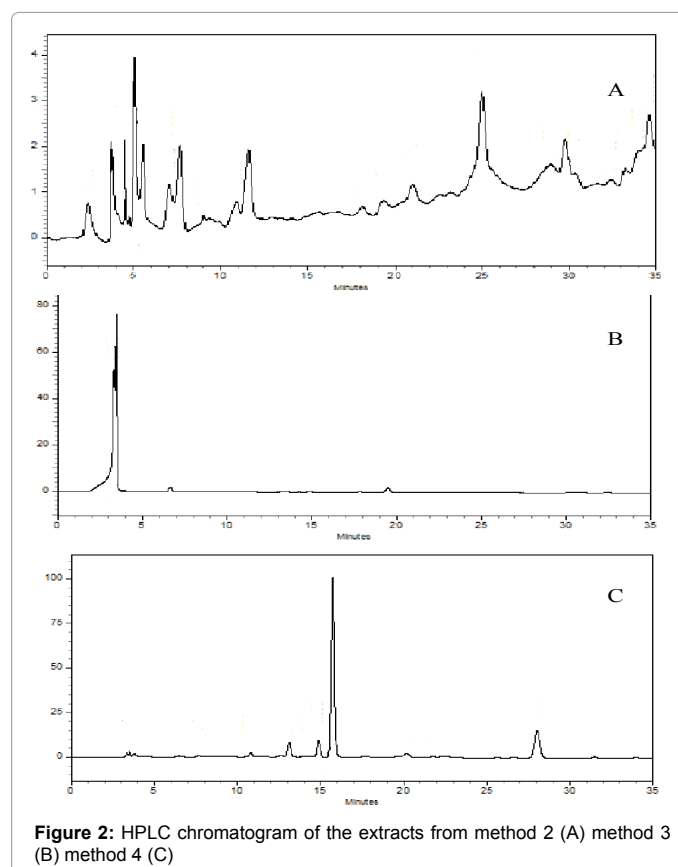 4
A
3
2
1
0
0 5 10 15 20 25 30 35
Minutes
80
B
60
40
20
0
0 5 10 15 20 25 30 35
Minutes
100
C
75
50
25
0
0 5 10 15 20 25 30 35
Minutes
Figure 2: HPLC chromatogram of the extracts from method 2 (A) method 3
(B) method 4 (C)